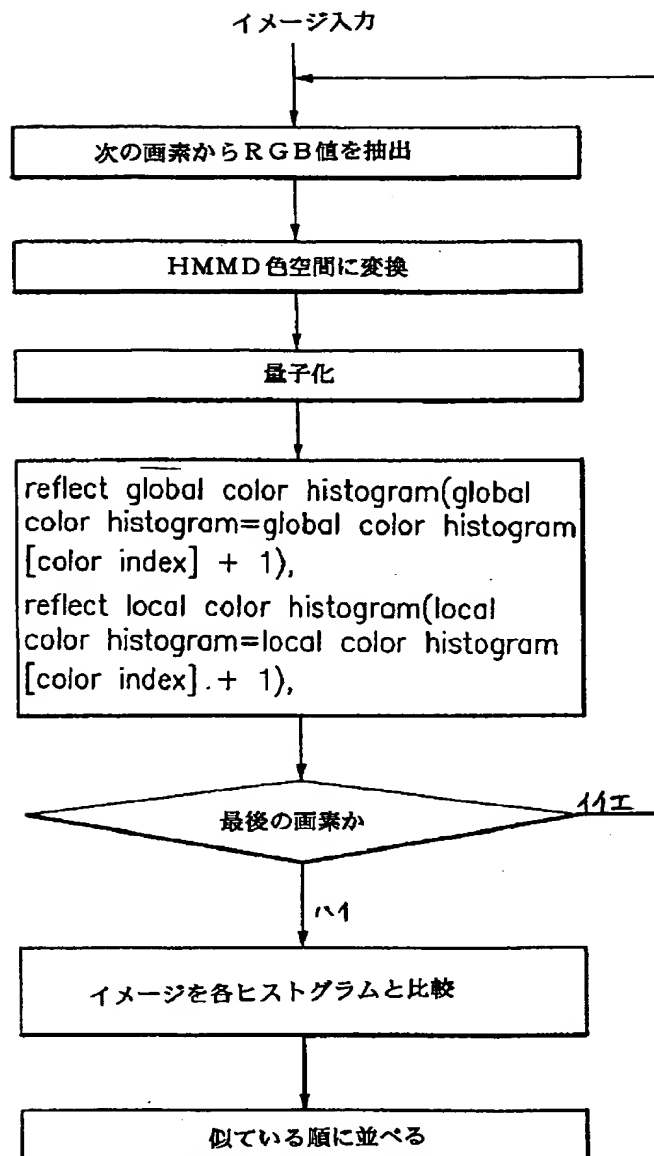 イメージ入力
次の画素からRGB値を抽出
HMMD色空間に変換
量子化
reflect global color histogram(global
color histogram=global color histogram
[color index] + 1),
reflect local color histogram(local
color histogram=local color histogram
[color index] + 1),
最後の画素か
イイエ
ハイ
イメージを各ヒストグラムと比較
似ている順に並べる